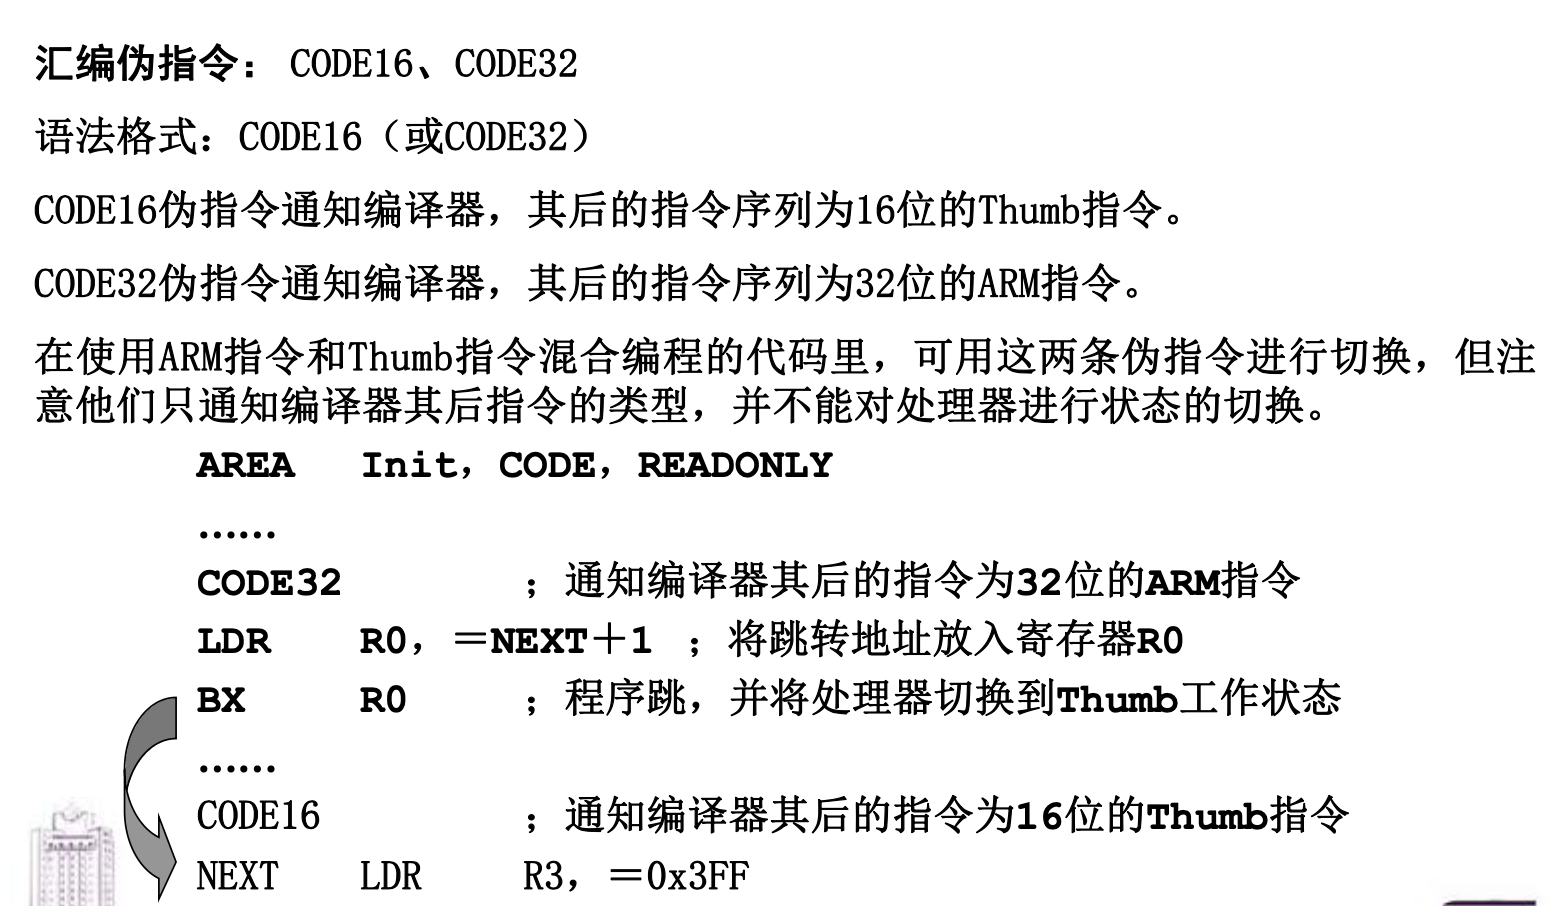 汇编伪指令： CODE16、CODE32
语法格式：CODE16（或CODE32）
CODE16伪指令通知编译器，其后的指令序列为16位的Thumb指令。
CODE32伪指令通知编译器，其后的指令序列为32位的ARM指令。
在使用ARM指令和Thumb指令混合编程的代码里，可用这两条伪指令进行切换，但注
意他们只通知编译器其后指令的类型，并不能对处理器进行状态的切换。
AREA Init，CODE，READONLY
……
CODE32 ；通知编译器其后的指令为32位的ARM指令
LDR R0，＝NEXT＋1 ；将跳转地址放入寄存器R0
BX R0 ；程序跳，并将处理器切换到Thumb工作状态
……
CODE16 ；通知编译器其后的指令为16位的Thumb指令
NEXT LDR R3，＝0x3FF